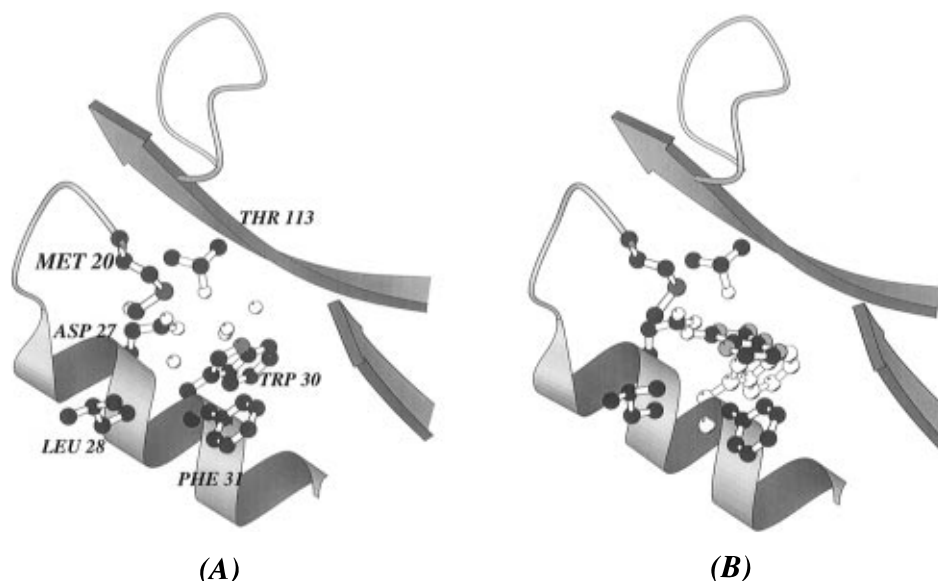 THR 113
MET 20
ASP 27
TRP 30
LEU 28
PHE 31
(A)
(B)